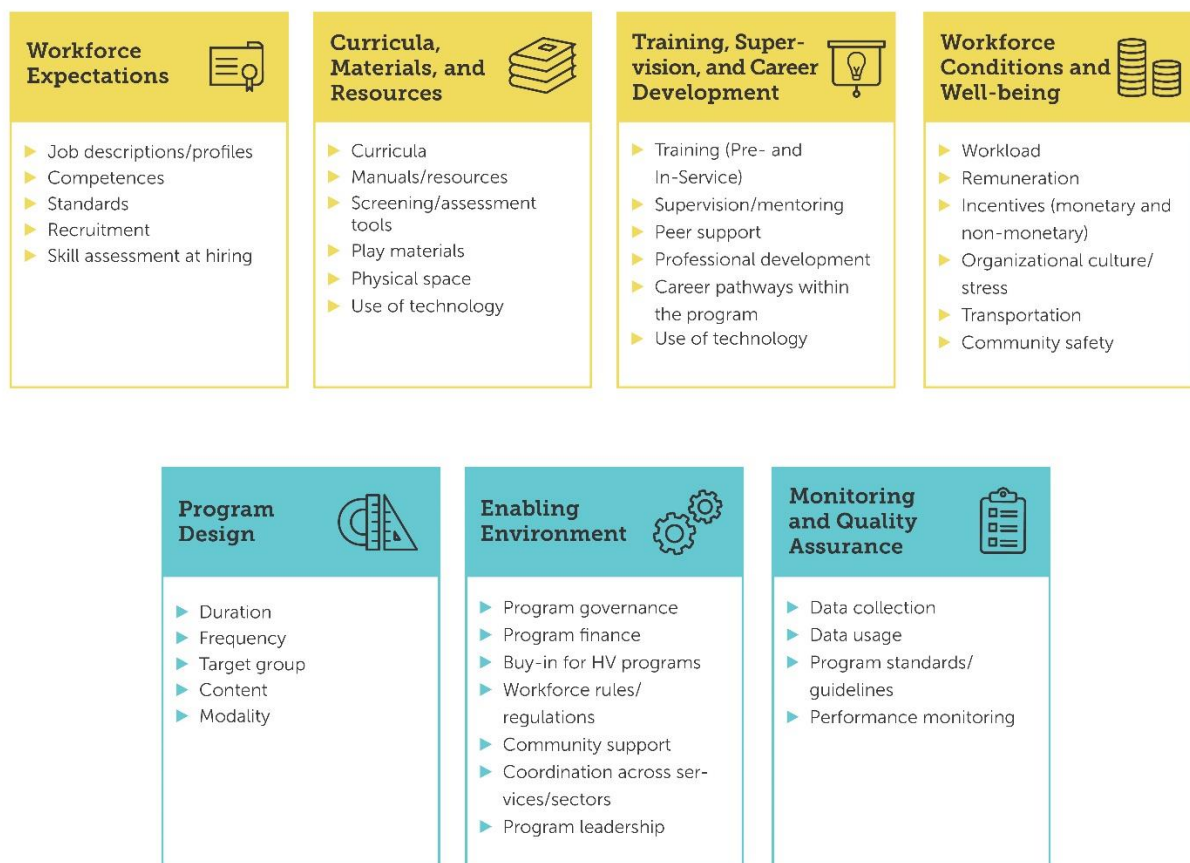 Workforce
Expectations
Job descriptions/profiles
Competences
Standards
Recruitment
Skill assessment at hiring
Curricula,
Materials, and
Resources
Curricula
Manuals/resources
Screening/assessment
tools
Play materials
Physical space
Use of technology
Training, Super-
vision, and Career
Development
Training (Pre- and
In-Service)
Supervision/mentoring
Peer support
Professional development
Career pathways within
the program
Use of technology
Workforce
Conditions and
Well-being
Workload
Remuneration
Incentives (monetary and
non-monetary)
Organizational culture/
stress
Transportation
Community safety
Program
Design
Duration
Frequency
Target group
Content
Modality
Enabling
Environment
Program governance
Program finance
Buy-in for HV programs
Workforce rules/
regulations
Community support
Coordination across ser-
vices/sectors
Program leadership
Monitoring
and Quality
Assurance
Data collection
Data usage
Program standards/
guidelines
Performance monitoring